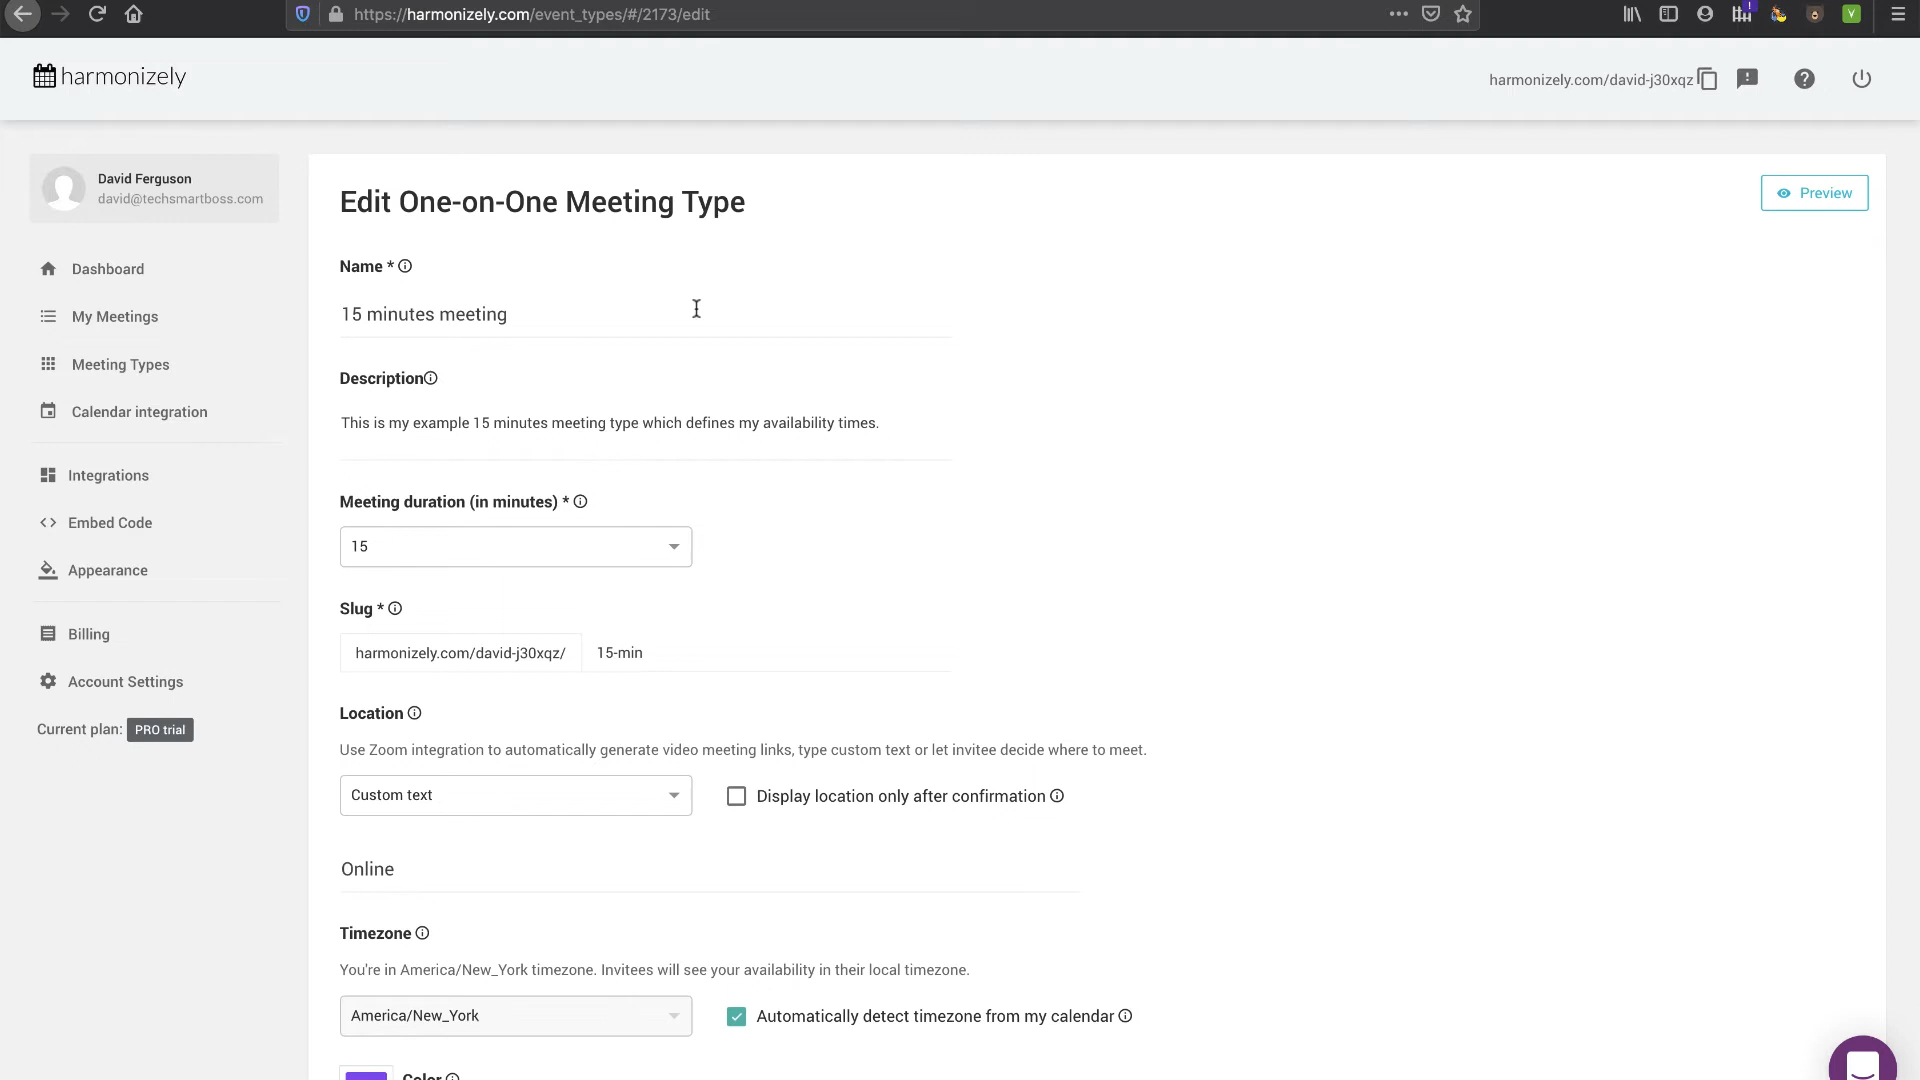 https://harmonizely.com/event_types/#/2173/edit
harmonizely
harmonizely.com/david-j30xqz
David Ferguson
david@techsmartboss.com
Dashboard
My Meetings
Meeting Types
Calendar integration
Integrations
Embed Code
Appearance
Billing
Account Settings
Current plan: PRO trial
Edit One-on-One Meeting Type
Preview
Name *
15 minutes meeting
Description
This is my example 15 minutes meeting type which defines my availability times.
Meeting duration (in minutes) *
15
Slug *
harmonizely.com/david-j30xqz/ 15-min
Location
Use Zoom integration to automatically generate video meeting links, type custom text or let invitee decide where to meet.
Custom text
Display location only after confirmation
Online
Timezone
You're in America/New_York timezone. Invitees will see your availability in their local timezone.
America/New_York
Automatically detect timezone from my calendar
Color